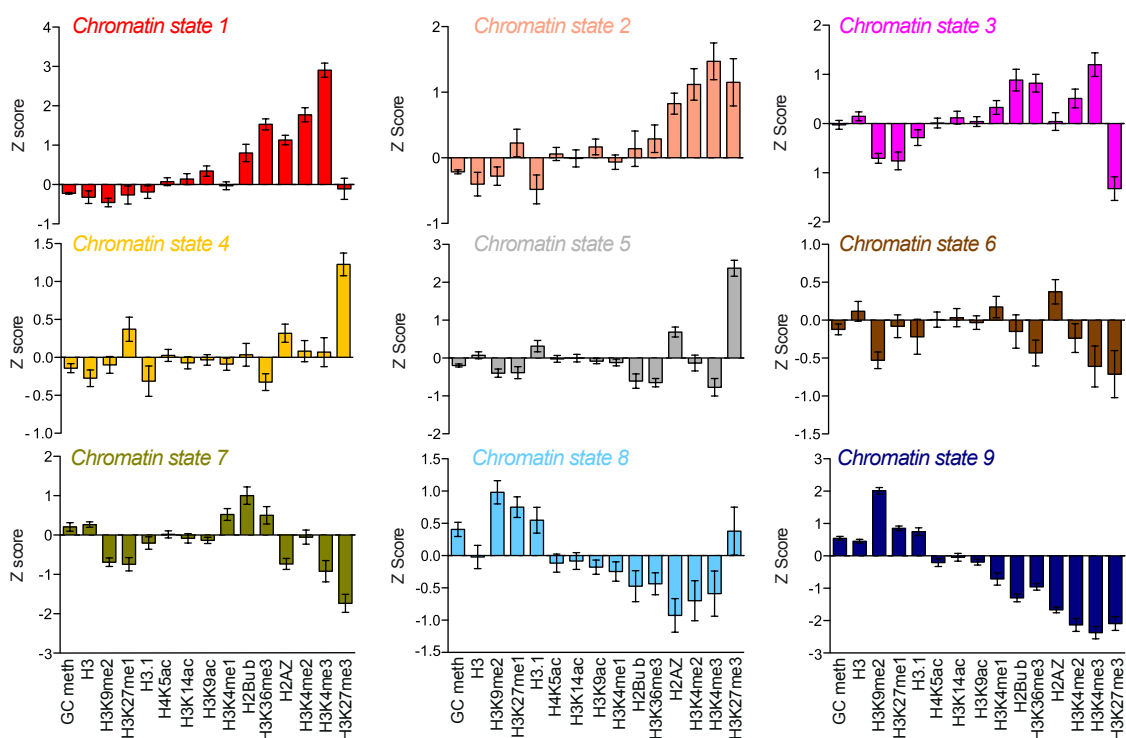 Chromatin state 1
Z Score
4
3
2
1
0
-1
Chromatin state 2
Z Score
2
1
0
1
2
Chromatin state 3
Z Score
2
1
0
1
2
Chromatin state 4
Z score
1.5
1.0
0.5
0.0
-0.5
- 1.0
Chromatin state 5
Z score
3
2
1
0
-1
-2
Chromatin state 6
Z score
1.0
0.5
0.0
-0.5
-1.0
-1.5
Chromatin state 7
Z score
2
1
0
-1
-2
-3
GC meth
H3
H3K9me2
H3K27me1
H3.1
H4K5ac
H3K14ac
H3K9ac
H3K4me1
H2Bu b
H3K36me3
H2AZ
H3K4me2
H3K4me3
H3K27me3
Chromatin state 8
Z Score
1.5
1.0
0.5
0.0
-0.5
-1.0
-1.5
GC meth
H3
H3K9me2
H3K27me1
H3.1
H4K5ac
H3K14ac
H3K9ac
H3K4me1
H2Bu b
H3K36me3
H2AZ
H3K4me2
H3K4me3
H3K27me3
Chromatin state 9
Z Score
3
2
1
0
-1
-2
-3
GC meth
H3
H3K9me2
H3K27me1
H3.1
H4K5ac
H3K14ac
H3K9ac
H3K4me1
H2Bu b
H3K36me3
H2AZ
H3K4me2
H3K4me3
H3K27me3